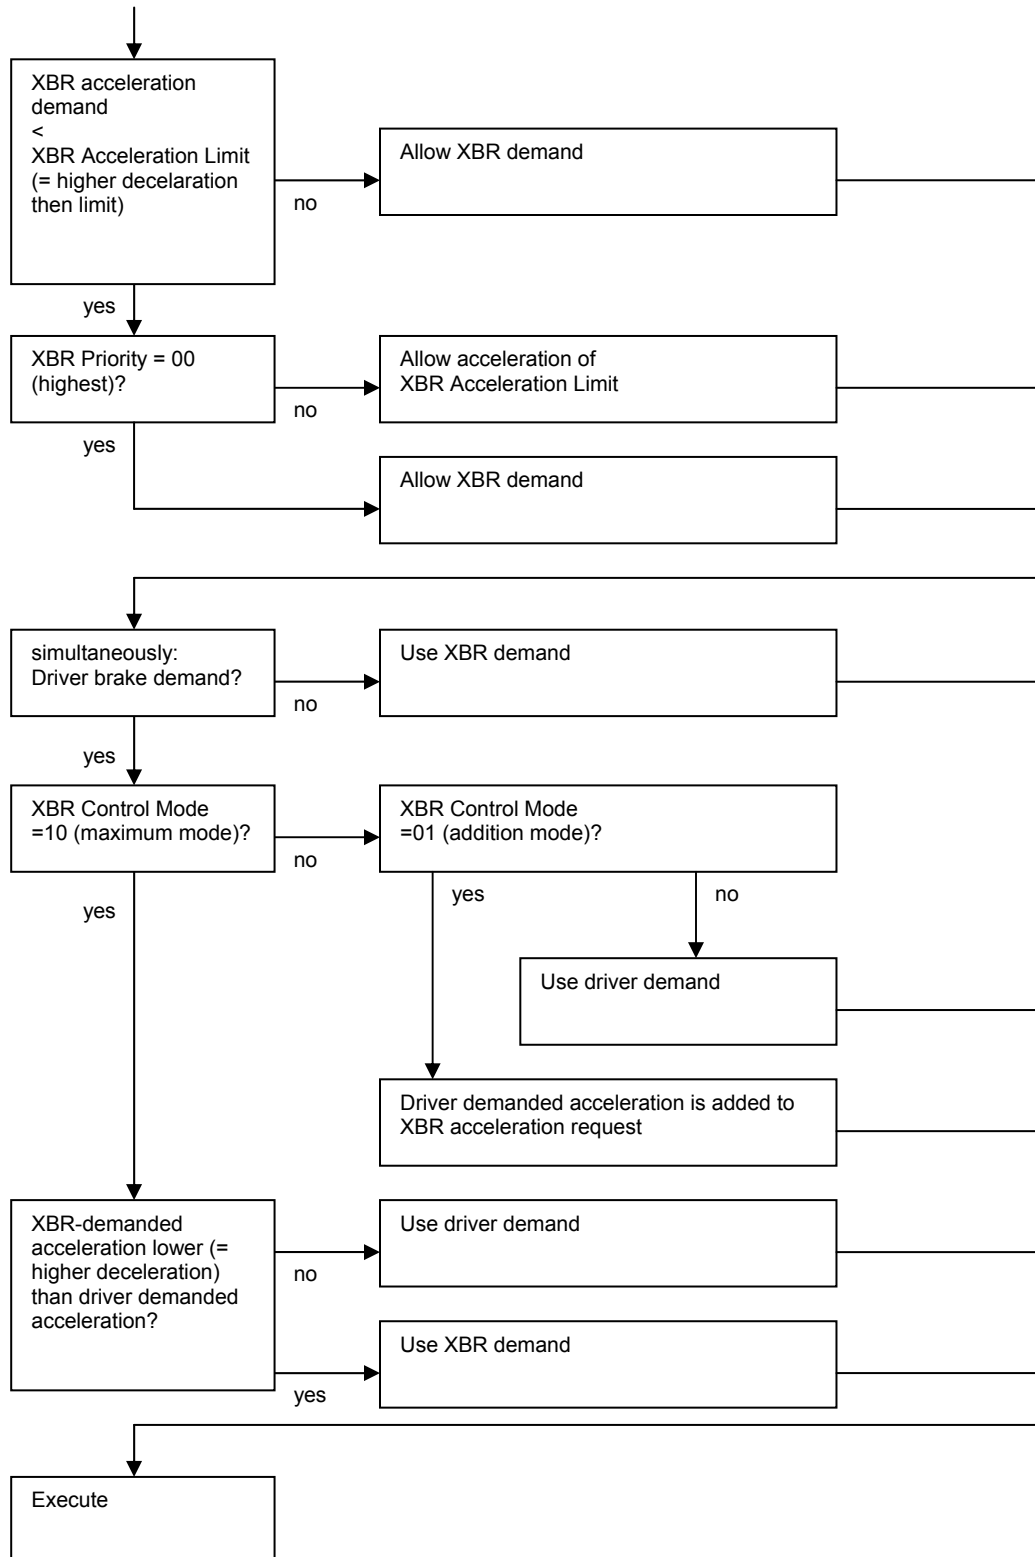 XBR acceleration
demand
<
XBR Acceleration Limit
(= higher decelaration
then limit)
no
Allow XBR demand
yes
XBR Priority = 00
(highest)?
no
Allow acceleration of
XBR Acceleration Limit
yes
Allow XBR demand
simultaneously:
Driver brake demand?
no
Use XBR demand
yes
XBR Control Mode
=10 (maximum mode)?
no
XBR Control Mode
=01 (addition mode)?
yes
yes
no
Use driver demand
Driver demanded acceleration is added to
XBR acceleration request
XBR-demanded
acceleration lower (=
higher deceleration)
than driver demanded
acceleration?
no
Use driver demand
yes
Use XBR demand
Execute